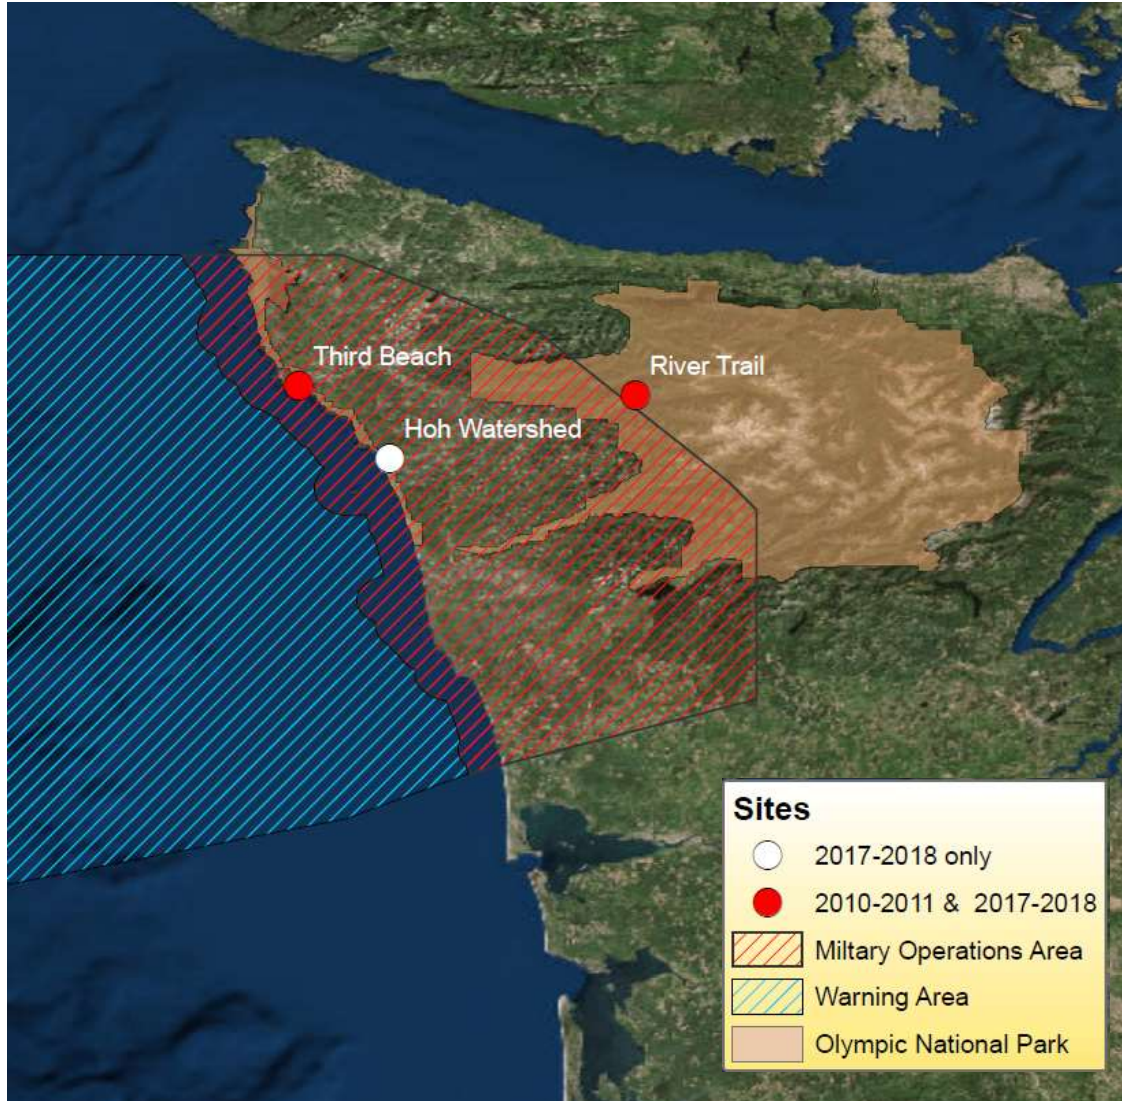 Third Beach
River Trail
Hoh Watershed
Sites
2017-2018 only
2010-2011 & 2017-2018
Miltary Operations Area
Warning Area
Olympic National Park